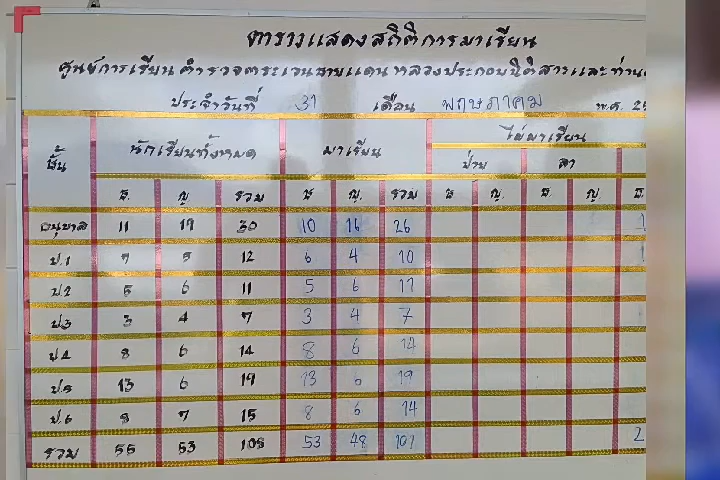 ตารางแสดงสถิติการมาเรียน
ศูนย์การเรียน ตำรวจตระเวนชายแดน หลวงประกอบนิติสารและท่าน
ประจำวันที่ 31 เดือน พฤษภาคม พ.ศ. 25
ชั้น นักเรียนทั้งหมด มาเรียน ไม่มาเรียน
ป่วย ลา
ช. ญ. รวม ช ญ. รวม ช ญ. ช. ญ. ช.
อนุบาล 11 19 30 10 16 26 1
ป.1 7 5 12 6 4 10 1
ป.2 5 6 11 5 6 11
ป.3 3 4 7 3 4 7
ป.4 8 6 14 8 6 14
ป.5 13 6 19 13 6 19
ป.6 8 7 15 8 6 14
รวม 55 53 108 53 48 101 2